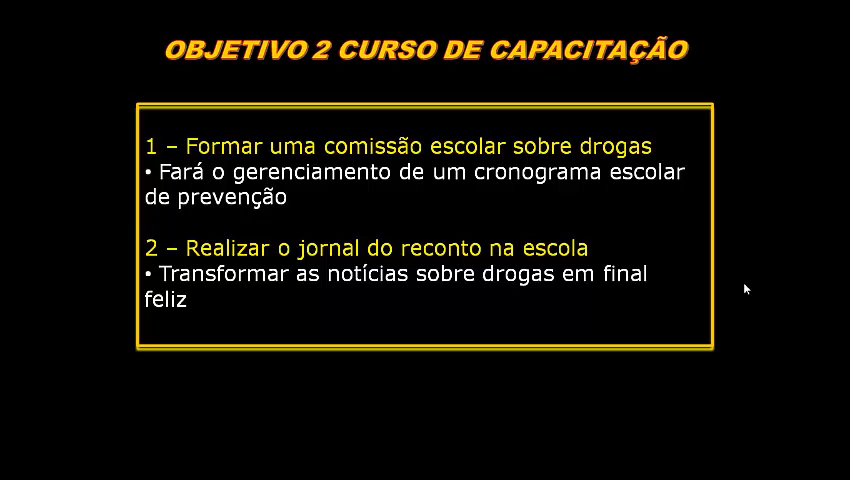 OBJETIVO 2 CURSO DE CAPACITAÇÃO
1 – Formar uma comissão escolar sobre drogas
• Fará o gerenciamento de um cronograma escolar
de prevenção
2 – Realizar o jornal do reconto na escola
• Transformar as notícias sobre drogas em final
feliz